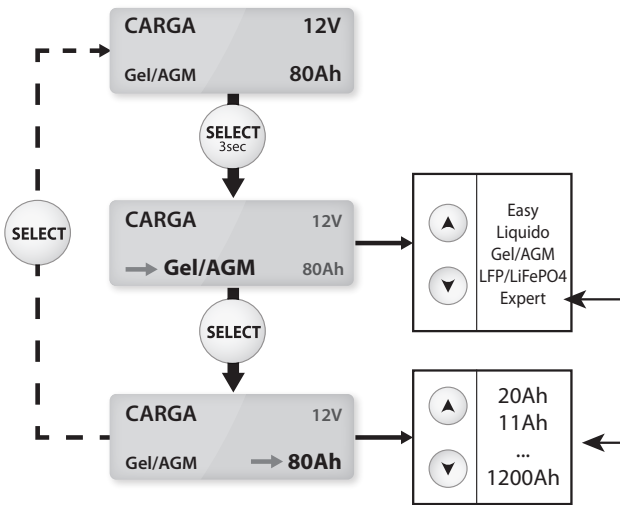 CARGA 12V
Gel/AGM 80Ah
SELECT
3sec
CARGA 12V
Gel/AGM 80Ah
Easy
Liquido
Gel/AGM
LFP/LiFePO4
Expert
SELECT
SELECT
CARGA 12V
Gel/AGM 80Ah
20Ah
11Ah
...
1200Ah